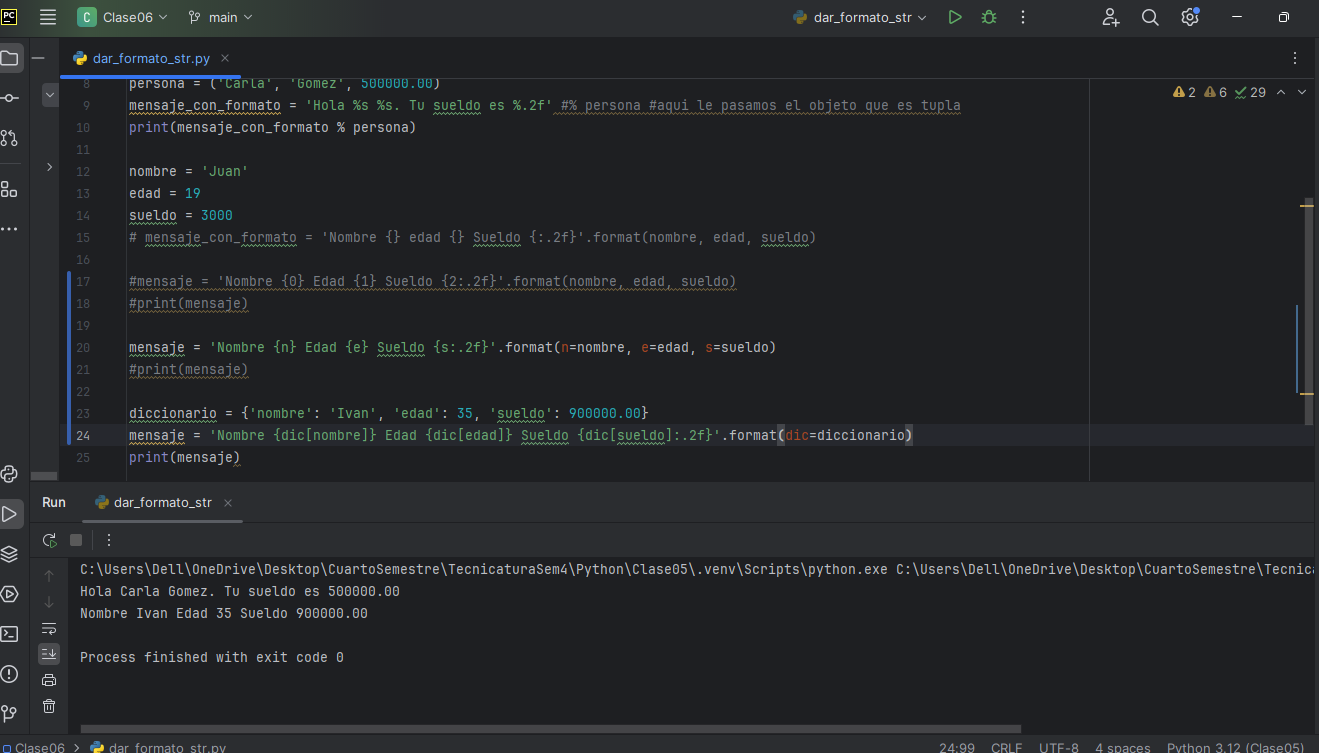 PC C Clase06 main dar_formato_str
dar_formato_str.py
8 persona = ('Carla', 'Gomez', 500000.00)
9 mensaje_con_formato = 'Hola %s %s. Tu sueldo es %.2f' #% persona #aqui le pasamos el objeto que es tupla
2 6 29
10 print(mensaje_con_formato % persona)
11
12 nombre = 'Juan'
13 edad = 19
14 sueldo = 3000
15 # mensaje_con_formato = 'Nombre {} edad {} Sueldo {:.2f}'.format(nombre, edad, sueldo)
16
17 #mensaje = 'Nombre {0} Edad {1} Sueldo {2:.2f}'.format(nombre, edad, sueldo)
18 #print(mensaje)
19
20 mensaje = 'Nombre {n} Edad {e} Sueldo {s:.2f}'.format(n=nombre, e=edad, s=sueldo)
21 #print(mensaje)
22
23 diccionario = {'nombre': 'Ivan', 'edad': 35, 'sueldo': 900000.00}
24 mensaje = 'Nombre {dic[nombre]} Edad {dic[edad]} Sueldo {dic[sueldo]:.2f}'.format(dic=diccionario)
25 print(mensaje)
Run dar_formato_str
C:\Users\Dell\OneDrive\Desktop\CuartoSemestre\TecnicaturaSem4\Python\Clase05\.venv\Scripts\python.exe C:\Users\Dell\OneDrive\Desktop\CuartoSemestre\Tecnica
Hola Carla Gomez. Tu sueldo es 500000.00
Nombre Ivan Edad 35 Sueldo 900000.00
Process finished with exit code 0
Clase06 > dar_formato_str.py 24:99 CRLF UTF-8 4 spaces Python 3.12 (Clase05)